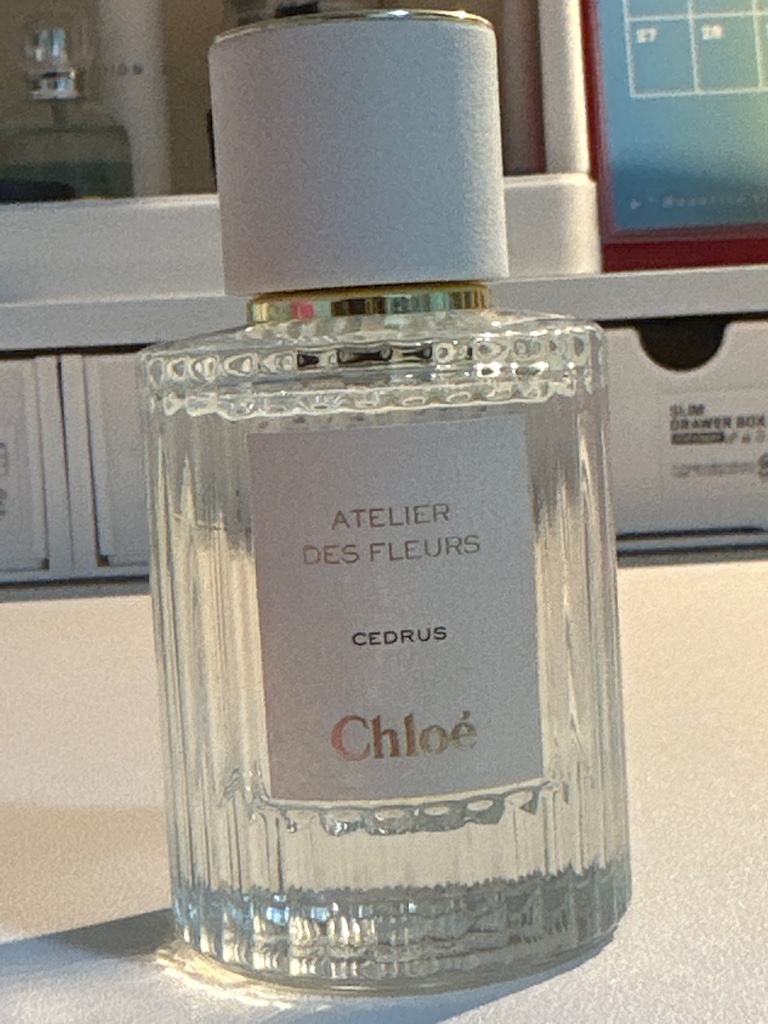 27 28
SLIM
DRAWER BOX
ATELIER
DES FLEURS
CEDRUS
Chloé